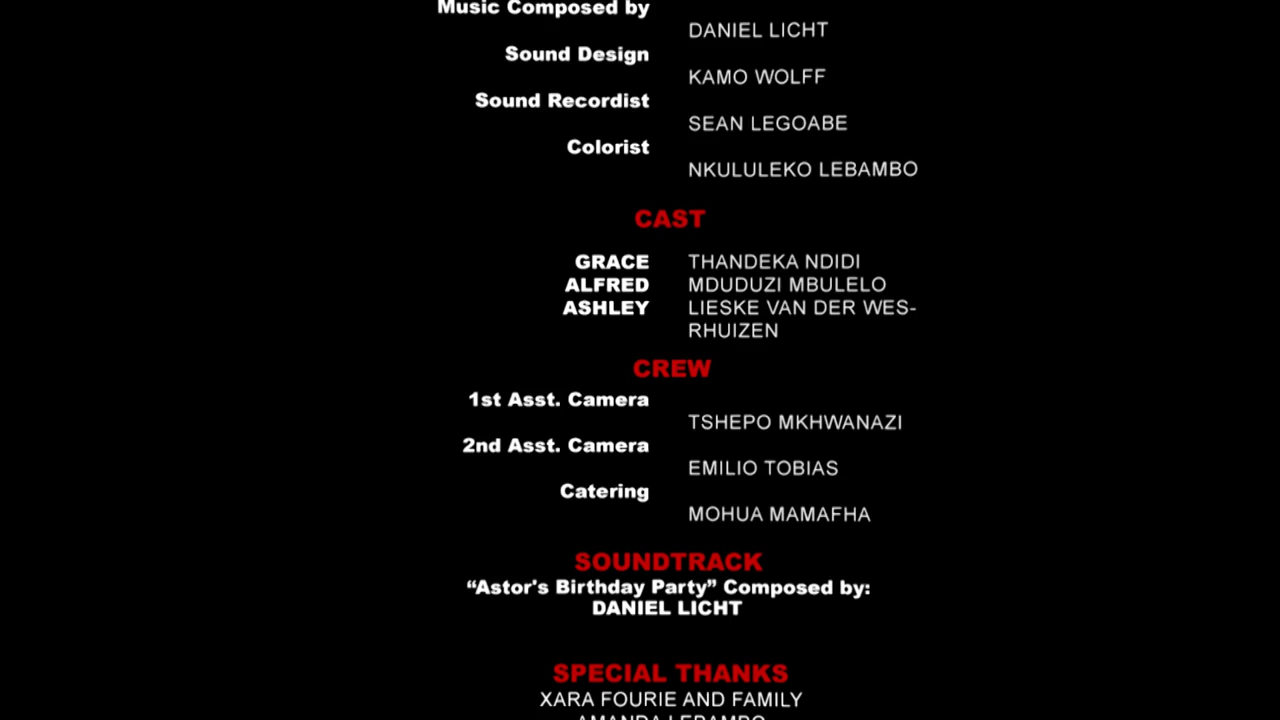 Music Composed by
DANIEL LICHT
Sound Design
KAMO WOLFF
Sound Recordist
SEAN LEGOABE
Colorist
NKULULEKO LEBAMBO
CAST
GRACE THANDEKA NDIDI
ALFRED MDUDUZI MBULELO
ASHLEY LIESKE VAN DER WES-
RHUIZEN
CREW
1st Asst. Camera
TSHEPO MKHWANAZI
2nd Asst. Camera
EMILIO TOBIAS
Catering
MOHUA MAMAFHA
SOUNDTRACK
“Astor's Birthday Party” Composed by:
DANIEL LICHT
SPECIAL THANKS
XARA FOURIE AND FAMILY
AMANDA LEBAMBO